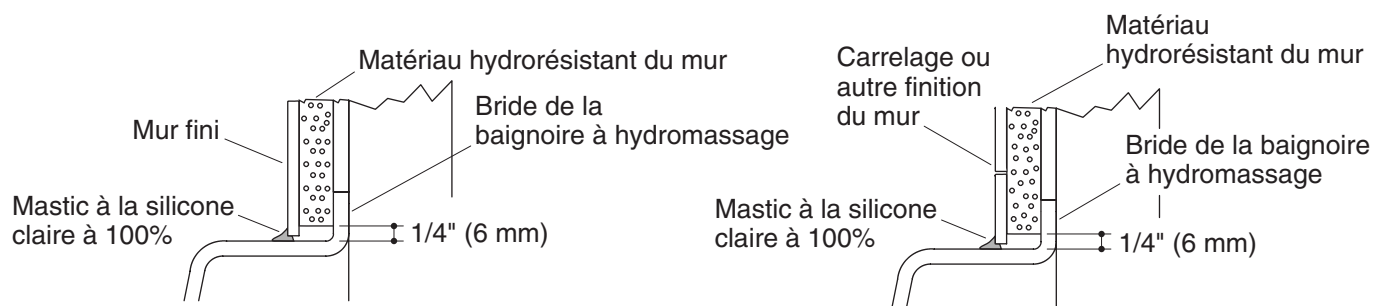 Matériau hydrorésistant du mur
Bride de la
baignoire à hydromassage
Mur fini
Mastic à la silicone
claire à 100%
1/4" (6 mm)
Matériau
hydrorésistant du mur
Carrelage ou
autre finition
du mur
Bride de la baignoire
à hydromassage
Mastic à la silicone
claire à 100%
1/4" (6 mm)